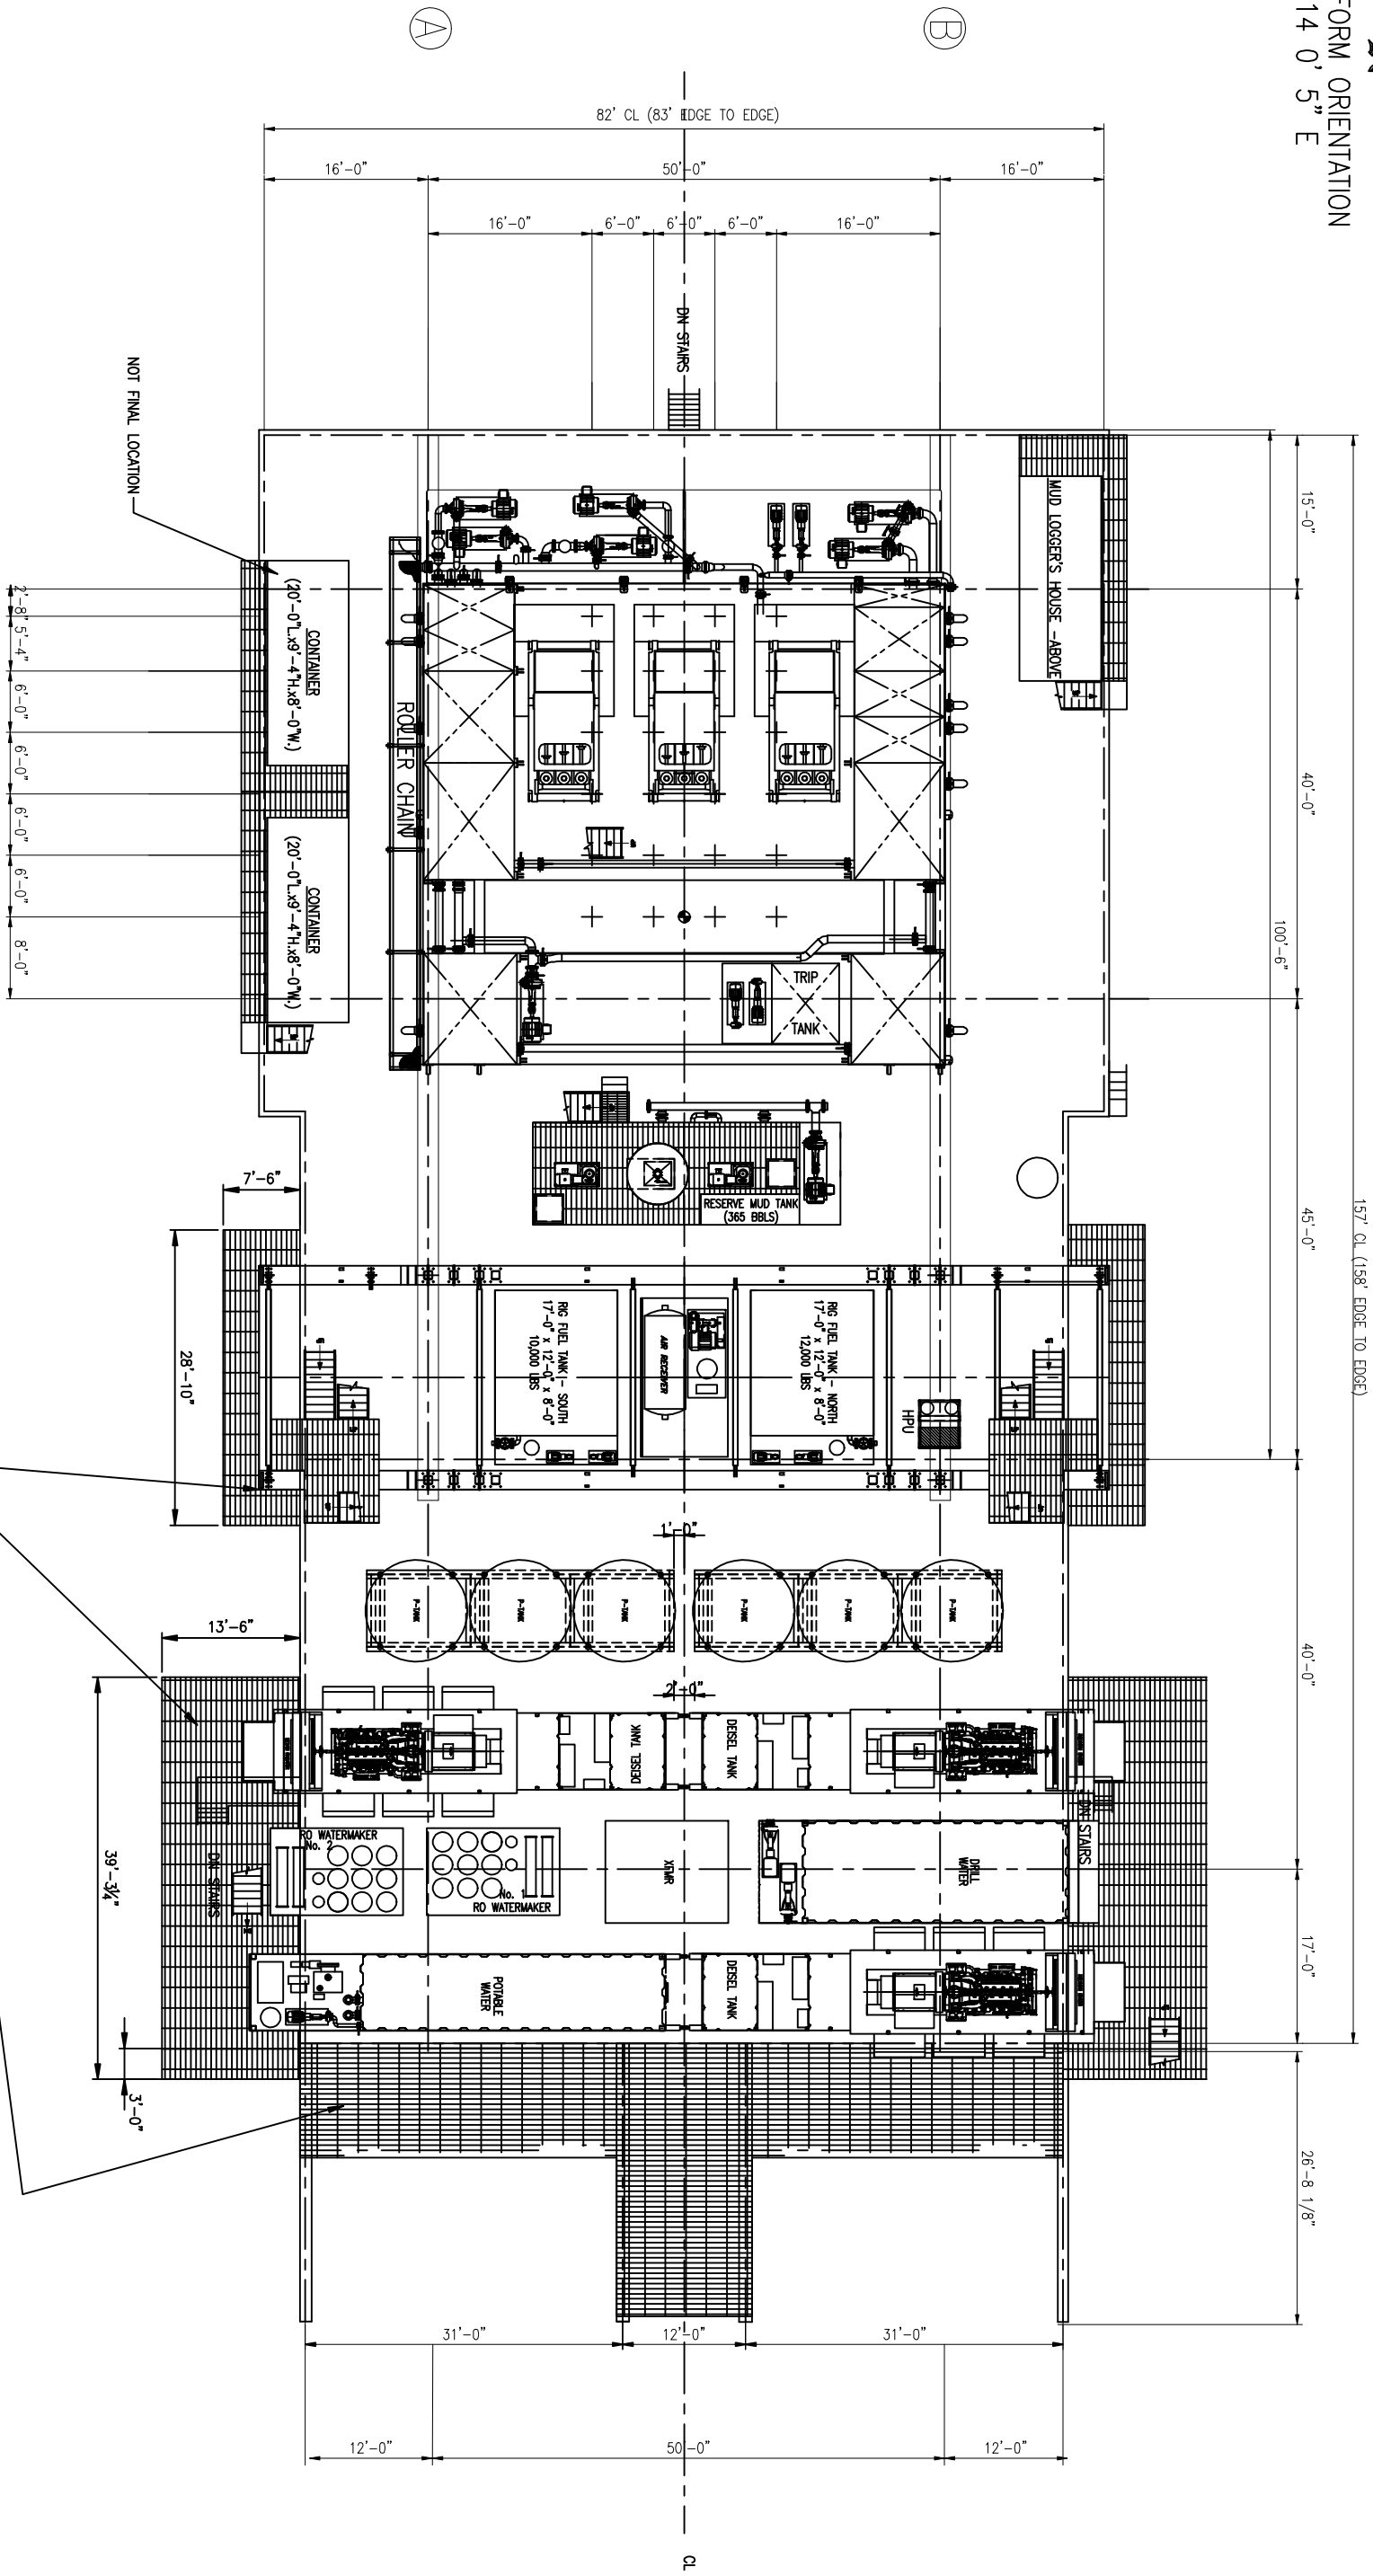 FORM ORIENTATION
14 0' 5" E
A
B
82' CL (83' EDGE TO EDGE)
16'-0"
50'-0"
16'-0"
16'-0"
6'-0"
6'-0"
6'-0"
16'-0"
DN STAIRS
NOT FINAL LOCATION
MUD LOGGER'S HOUSE -ABOVE
15'-0"
40'-0"
100'-6"
157' CL (158' EDGE TO EDGE)
45'-0"
40'-0"
17'-0"
26'-8 1/8"
CONTAINER
(20'-0"L.x9'-4"H.x8'-0"W.)
CONTAINER
(20'-0"L.x9'-4"H.x8'-0"W.)
ROLLER CHAIN
2'-8"
5'-4"
6'-0"
6'-0"
6'-0"
6'-0"
8'-0"
TRIP
TANK
RESERVE MUD TANK
(365 BBLS)
7'-6"
28'-10"
RIG FUEL TANK - SOUTH
17'-0" x 12'-0" x 8'-0"
10,000 LBS
AIR RECEIVER
RIG FUEL TANK - NORTH
17'-0" x 12'-0" x 8'-0"
12,000 LBS
HPU
1'-0"
P-TANK
P-TANK
P-TANK
P-TANK
P-TANK
P-TANK
13'-6"
2'-0"
DEISEL TANK
DEISEL TANK
DN STAIRS
RO WATERMAKER
No. 2
No. 1
RO WATERMAKER
XFMR
DRILL
WATER
DN STAIRS
39'-3¼"
POTABLE
WATER
DEISEL TANK
3'-0"
31'-0"
12'-0"
31'-0"
12'-0"
50'-0"
12'-0"
CL